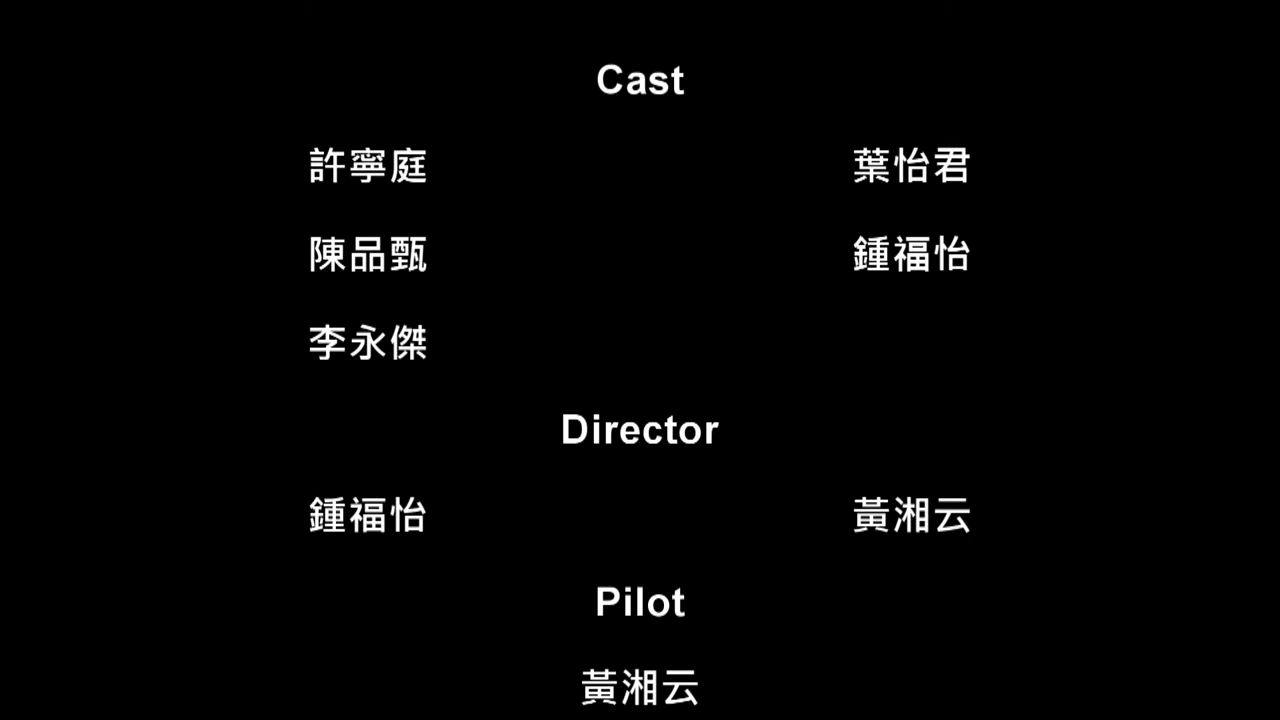 Cast
許寧庭 葉怡君
陳品甄 鍾福怡
李永傑
Director
鍾福怡 黃湘云
Pilot
黃湘云